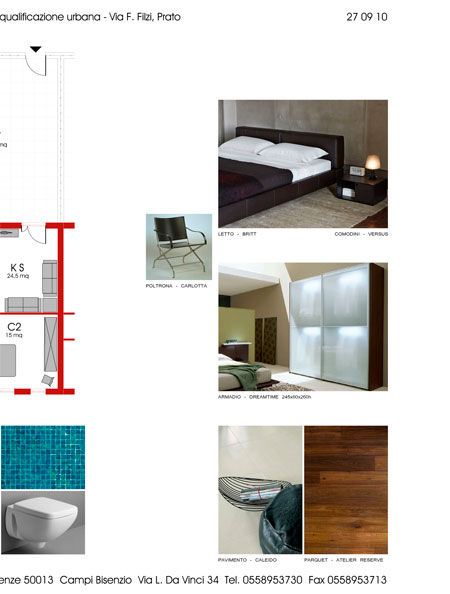 qualificazione urbana - Via F. Filzi, Prato
27 09 10
mq
LETTO - BRITT
COMODINI - VERSUS
K S
24,5 mq
POLTRONA - CARLOTTA
C2
15 mq
ARMADIO - DREAMTIME 245x60x260h
PAVIMENTO - CALEIDO
PARQUET - ATELIER RESERVE
enze 50013 Campi Bisenzio Via L. Da Vinci 34 Tel. 0558953730 Fax 0558953713